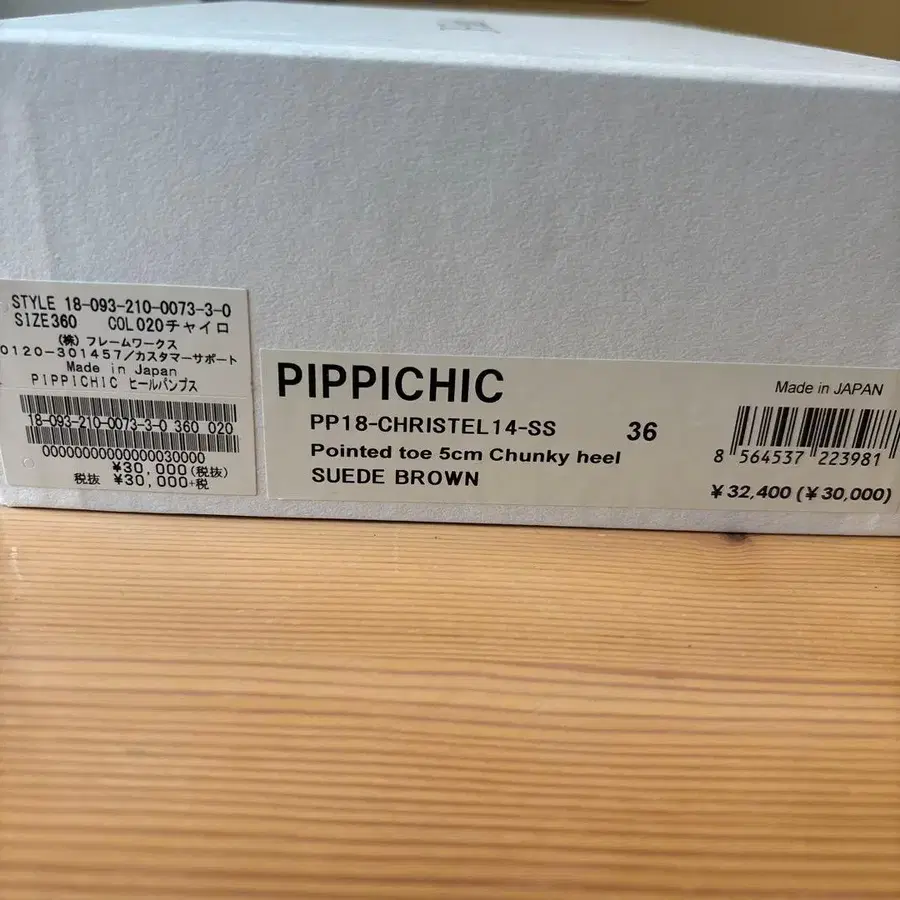 STYLE 18-093-210-0073-3-0
SIZE360 COL020チャイロ
(株) フレームワークス
0120-301457/カスタマーサポート
Made in Japan
PIPPICHIC ヒールパンプス
18-093-210-0073-3-0 360 020
0000000000000000030000
¥30,000(税抜)
税抜 ¥30,000+税
PIPPICHIC
Made in JAPAN
PP18-CHRISTEL14-SS 36
Pointed toe 5cm Chunky heel
SUEDE BROWN
8 564537 223981
¥32,400 (¥30,000)